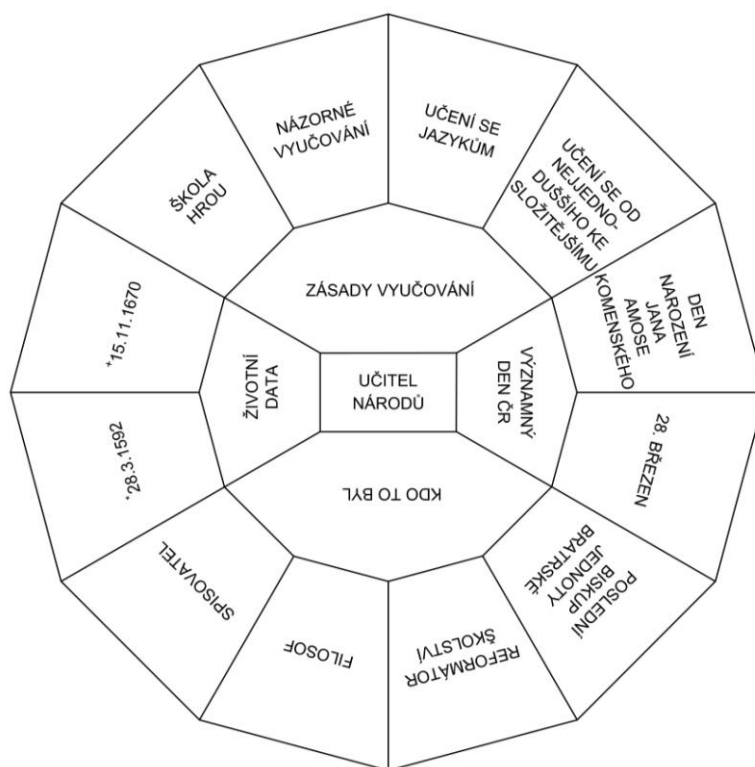 NÁZORNÉ
VYUČOVÁNÍ
UČENÍ SE
JAZYKŮM
UČENÍ SE OD
NEJJEDNO-
DUŠŠÍHO KE
SLOŽITĚJŠÍMU
ŠKOLA
HROU
ZÁSADY VYUČOVÁNÍ
DEN
NAROZENÍ
JANA
AMOSE
KOMENSKÉHO
+15.11.1670
ŽIVOTNÍ
DATA
UČITEL
NÁRODŮ
VÝZNAMNÝ
DEN ČR
28. BŘEZEN
*28.3.1592
KDO TO BYL
SPISOVATEL
FILOSOF
REFORMÁTOR
ŠKOLSTVÍ
POSLEDNÍ
BISKUP
JEDNOTY
BRATRSKÉ